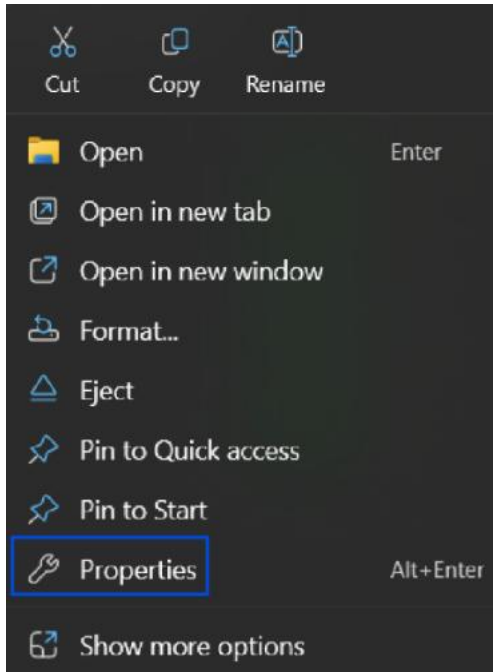 Cut Copy Rename
Open Enter
Open in new tab
Open in new window
Format...
Eject
Pin to Quick access
Pin to Start
Properties Alt+Enter
Show more options